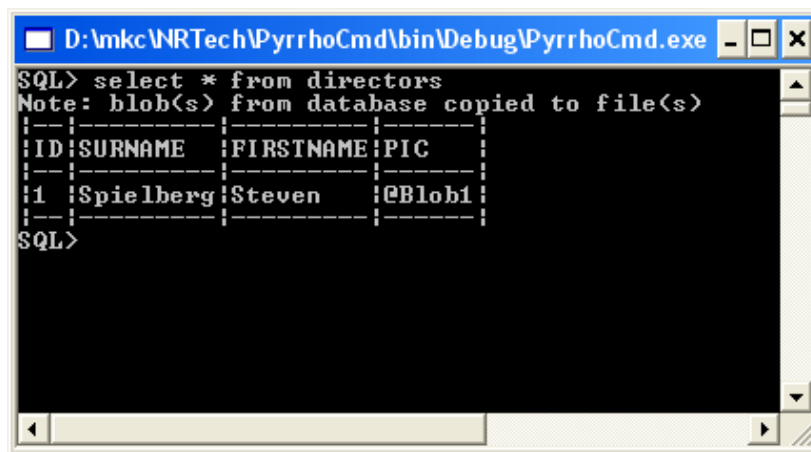 D:\mkc\NRTech\PyrrhoCmd\bin\Debug\PyrrhoCmd.exe
SQL> select * from directors
Note: blob(s) from database copied to file(s)
|--|---------|---------|------|
|ID|SURNAME  |FIRSTNAME|PIC   |
|--|---------|---------|------|
|1 |Spielberg|Steven   |@Blob1|
|--|---------|---------|------|
SQL>